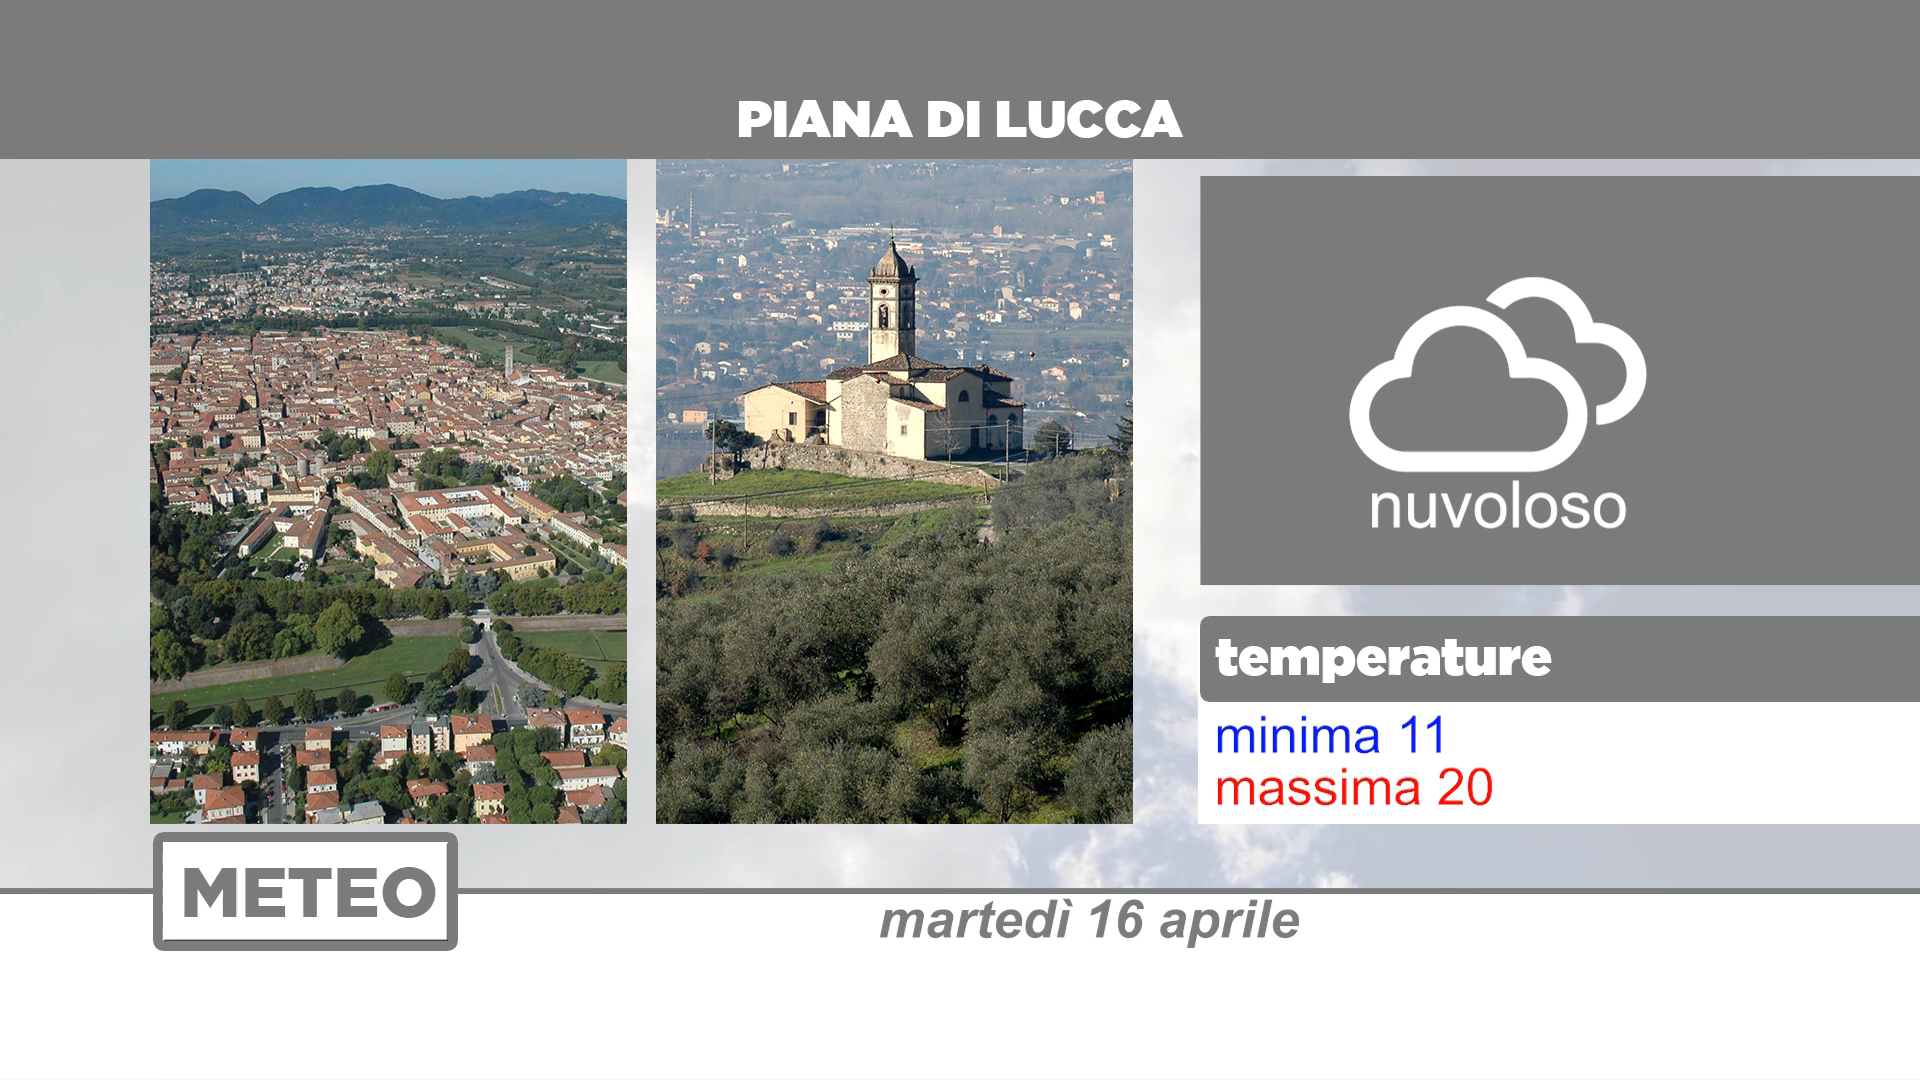 PIANA DI LUCCA
nuvoloso
temperature
minima 11
massima 20
METEO
martedì 16 aprile